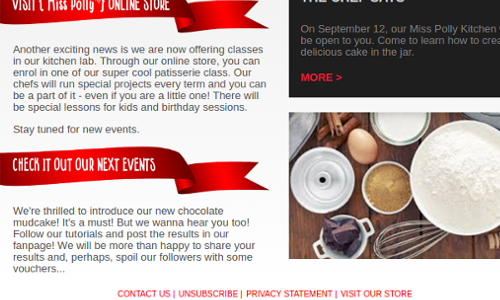 VISIT { Miss Polly } ONLINE STORE
Another exciting news is we are now offering classes
in our kitchen lab. Through our online store, you can
enrol in one of our super cool patisserie class. Our
chefs will run special projects every term and you can
be a part of it - even if you are a little one! There will
be special lessons for kids and birthday sessions.
Stay tuned for new events.
CHECK IT OUT OUR NEXT EVENTS
We're thrilled to introduce our new chocolate
mudcake! It's a must! But we wanna hear you too!
Follow our tutorials and post the results in our
fanpage! We will be more than happy to share your
results and, perhaps, spoil our followers with some
vouchers...
THE CHEF SAYS
On September 12, our Miss Polly Kitchen
be open to you. Come to learn how to crea
delicious cake in the jar.
MORE >
CONTACT US | UNSUBSCRIBE | PRIVACY STATEMENT | VISIT OUR STORE